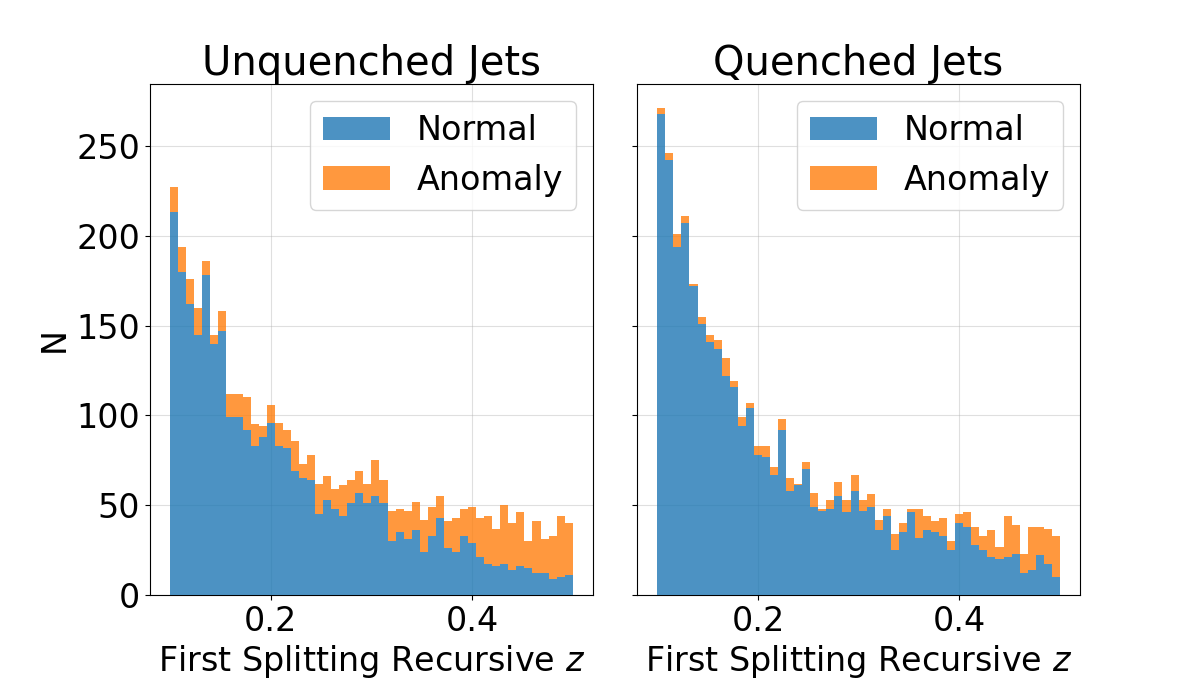 Unquenched Jets
Normal
Anomaly
N
250
200
150
100
50
0
0.2
0.4
First Splitting Recursive z
Quenched Jets
Normal
Anomaly
0.2
0.4
First Splitting Recursive z